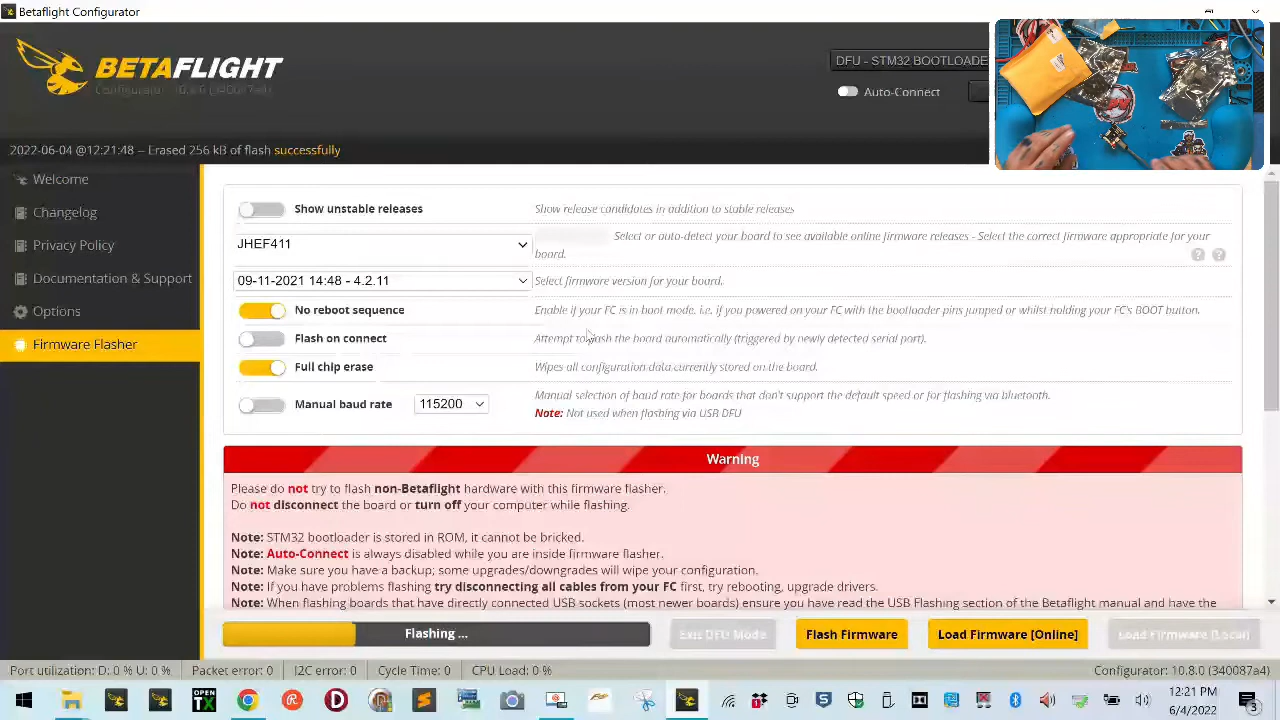 Betaflight Configurator
BETAFLIGHT
DFU - STM32 BOOTLOADE
Auto-Connect
2022-06-04 @12:21:48 -- Erased 256 kB of flash successfully
Welcome
Changelog
Privacy Policy
Documentation & Support
Options
Firmware Flasher
Show unstable releases
Show release candidates in addition to stable releases
JHEF411
Select or auto-detect your board to see available online firmware releases - Select the correct firmware appropriate for your
board.
09-11-2021 14:48 - 4.2.11
Select firmware version for your board.
No reboot sequence
Enable if your FC is in boot mode. i.e. if you powered on your FC with the bootloader pins jumped or whilst holding your FC's BOOT button.
Flash on connect
Attempt to flash the board automatically (triggered by newly detected serial port).
Full chip erase
Wipes all configuration data currently stored on the board.
Manual baud rate
115200
Manual selection of baud rate for boards that don't support the default speed or for flashing via bluetooth.
Note: Not used when flashing via USB DFU
Warning
Please do not try to flash non-Betaflight hardware with this firmware flasher.
Do not disconnect the board or turn off your computer while flashing.
Note: STM32 bootloader is stored in ROM, it cannot be bricked.
Note: Auto-Connect is always disabled while you are inside firmware flasher.
Note: Make sure you have a backup; some upgrades/downgrades will wipe your configuration.
Note: If you have problems flashing try disconnecting all cables from your FC first, try rebooting, upgrade drivers.
Note: When flashing boards that have directly connected USB sockets (most newer boards) ensure you have read the USB Flashing section of the Betaflight manual and have the
Flashing ...
Exit DFU Mode
Flash Firmware
Load Firmware [Online]
Load Firmware [Local]
Port utilization: D: 0 % U: 0 %
Packet error: 0
I2C error: 0
Cycle Time: 0
CPU Load: 0 %
Configurator: 10.8.0 (340087a4)
OPEN
TX
12:21 PM
6/4/2022
3